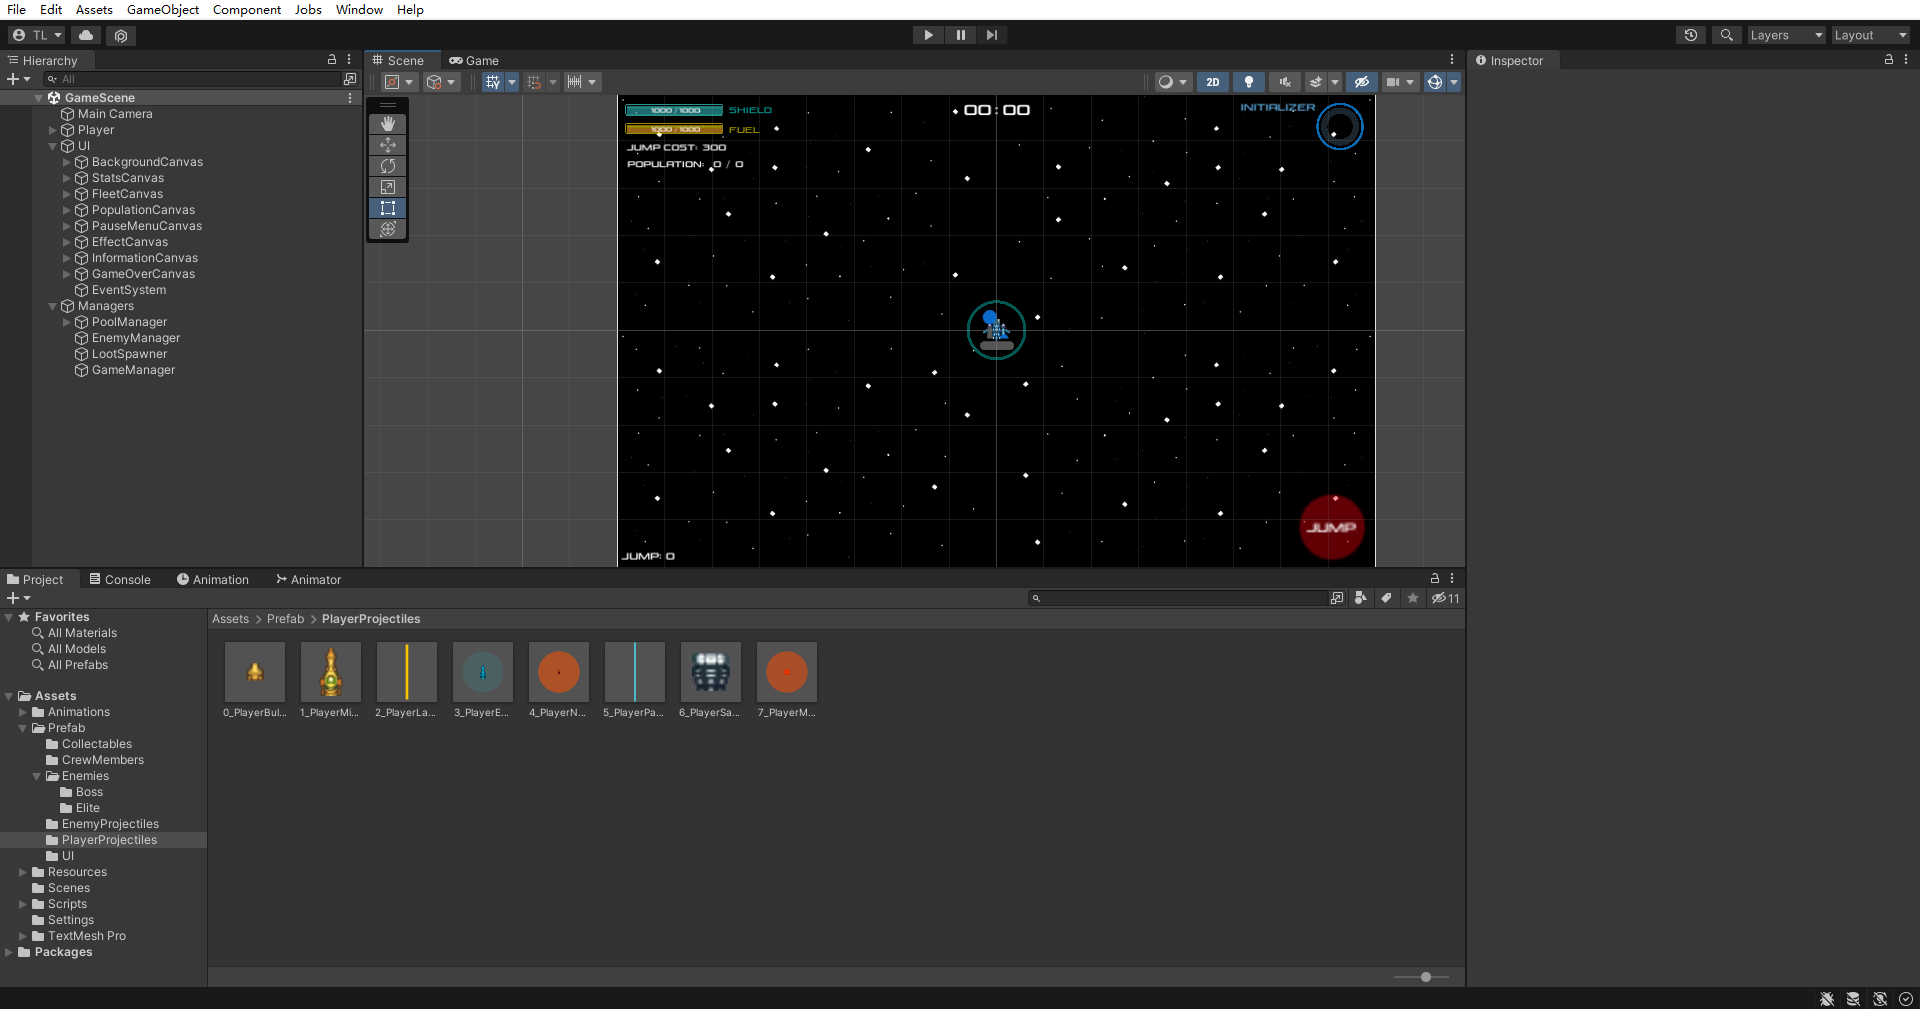 File Edit Assets GameObject Component Jobs Window Help
TL
Layers Layout
Hierarchy
Scene
Game
Inspector
All
2D
GameScene
Main Camera
Player
UI
BackgroundCanvas
StatsCanvas
FleetCanvas
PopulationCanvas
PauseMenuCanvas
EffectCanvas
InformationCanvas
GameOverCanvas
EventSystem
Managers
PoolManager
EnemyManager
LootSpawner
GameManager
1000 / 1000 SHIELD
00:00
INITIALIZER
1000 / 1000 FUEL
JUMP COST: 300
POPULATION: 0 / 0
JUMP
JUMP: 0
Project Console Animation Animator
11
Favorites
All Materials
All Models
All Prefabs
Assets
Animations
Prefab
Collectables
CrewMembers
Enemies
Boss
Elite
EnemyProjectiles
PlayerProjectiles
UI
Resources
Scenes
Scripts
Settings
TextMesh Pro
Packages
Assets > Prefab > PlayerProjectiles
0_PlayerBul... 1_PlayerMi... 2_PlayerLa... 3_PlayerE... 4_PlayerN... 5_PlayerPa... 6_PlayerSa... 7_PlayerM...